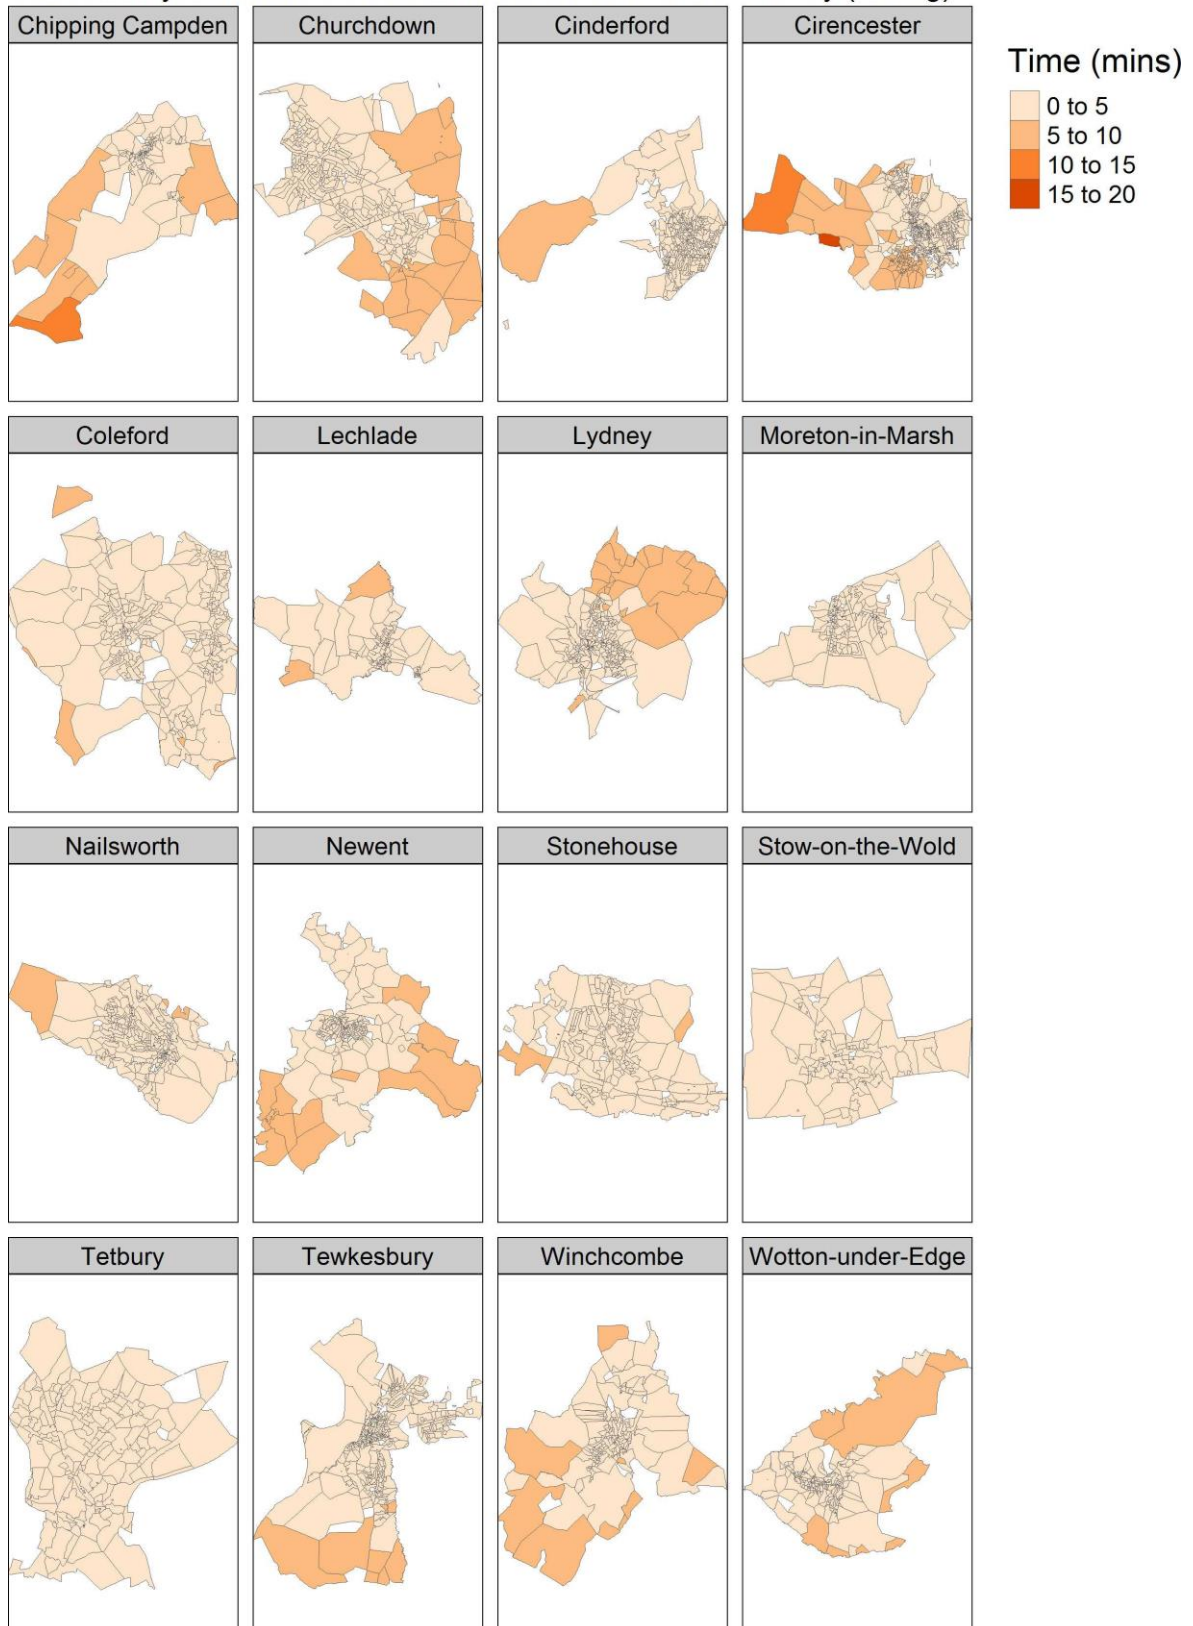 Chipping Campden
Churchdown
Cinderford
Cirencester
Time (mins)
0 to 5
5 to 10
10 to 15
15 to 20
Coleford
Lechlade
Lydney
Moreton-in-Marsh
Nailsworth
Newent
Stonehouse
Stow-on-the-Wold
Tetbury
Tewkesbury
Winchcombe
Wotton-under-Edge